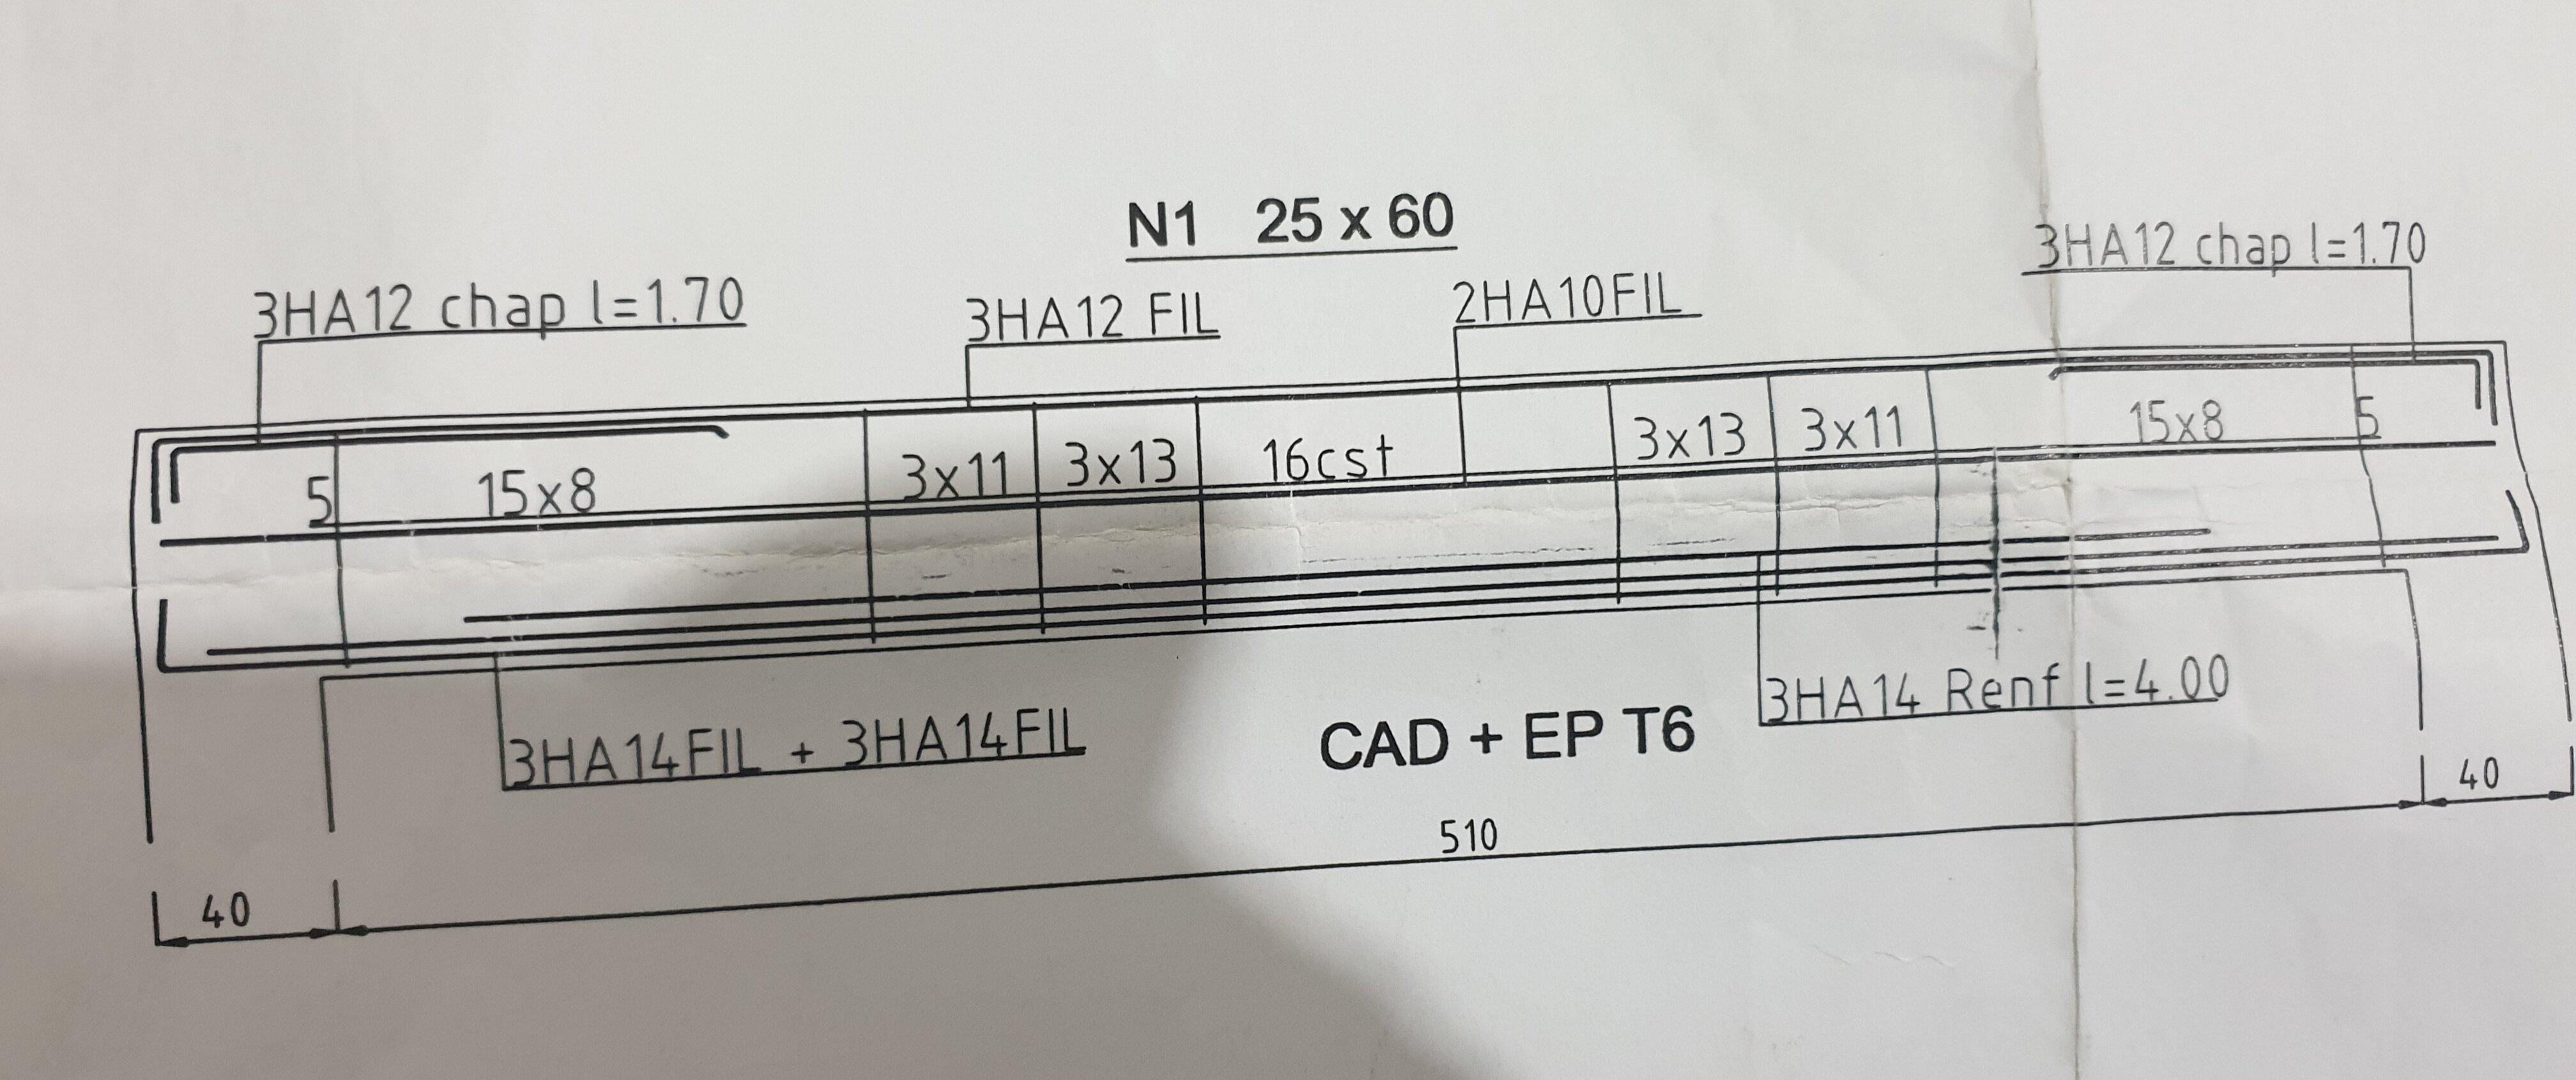 N1 25 x 60
3HA12 chap l=1.70
3HA12 FIL
2HA10FIL
3HA12 chap l=1.70
5
15x8
3x11
3x13
16cst
3x13
3x11
15x8
5
3HA14FIL + 3HA14FIL
CAD + EP T6
3HA14 Renf l=4.00
40
510
40